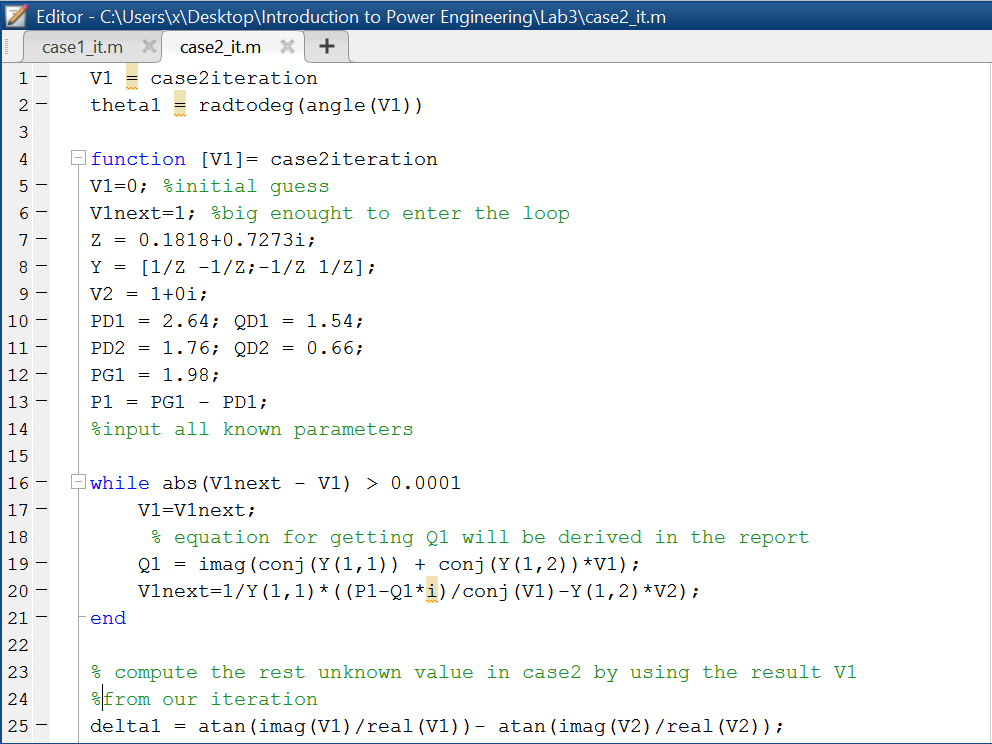 Editor - C:\Users\x\Desktop\Introduction to Power Engineering\Lab3\case2_it.m
case1_it.m × case2_it.m × +
1 - V1 = case2iteration
2 - theta1 = radtodeg(angle(V1))
3
4 function [V1]= case2iteration
5 - V1=0; %initial guess
6 - V1next=1; %big enought to enter the loop
7 - Z = 0.1818+0.7273i;
8 - Y = [1/Z -1/Z;-1/Z 1/Z];
9 - V2 = 1+0i;
10 - PD1 = 2.64; QD1 = 1.54;
11 - PD2 = 1.76; QD2 = 0.66;
12 - PG1 = 1.98;
13 - P1 = PG1 - PD1;
14 %input all known parameters
15
16 - while abs(V1next - V1) > 0.0001
17 - V1=V1next;
18 % equation for getting Q1 will be derived in the report
19 - Q1 = imag(conj(Y(1,1)) + conj(Y(1,2))*V1);
20 - V1next=1/Y(1,1)*((P1-Q1*i)/conj(V1)-Y(1,2)*V2);
21 - end
22
23 % compute the rest unknown value in case2 by using the result V1
24 %from our iteration
25 - delta1 = atan(imag(V1)/real(V1))- atan(imag(V2)/real(V2));